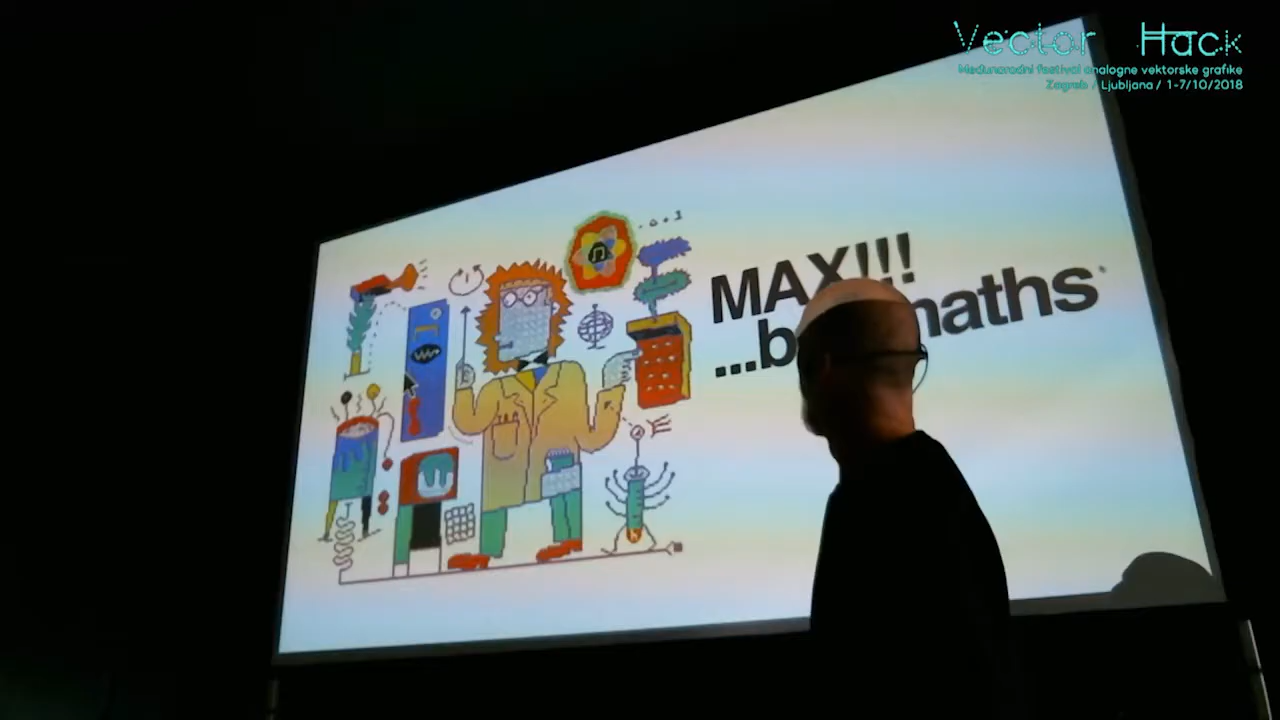 Vector Hack
Međunarodni festival analogne vektorske grafike
Zagreb / Ljubljana / 1-7/10/2018
MAX!!!
...b maths